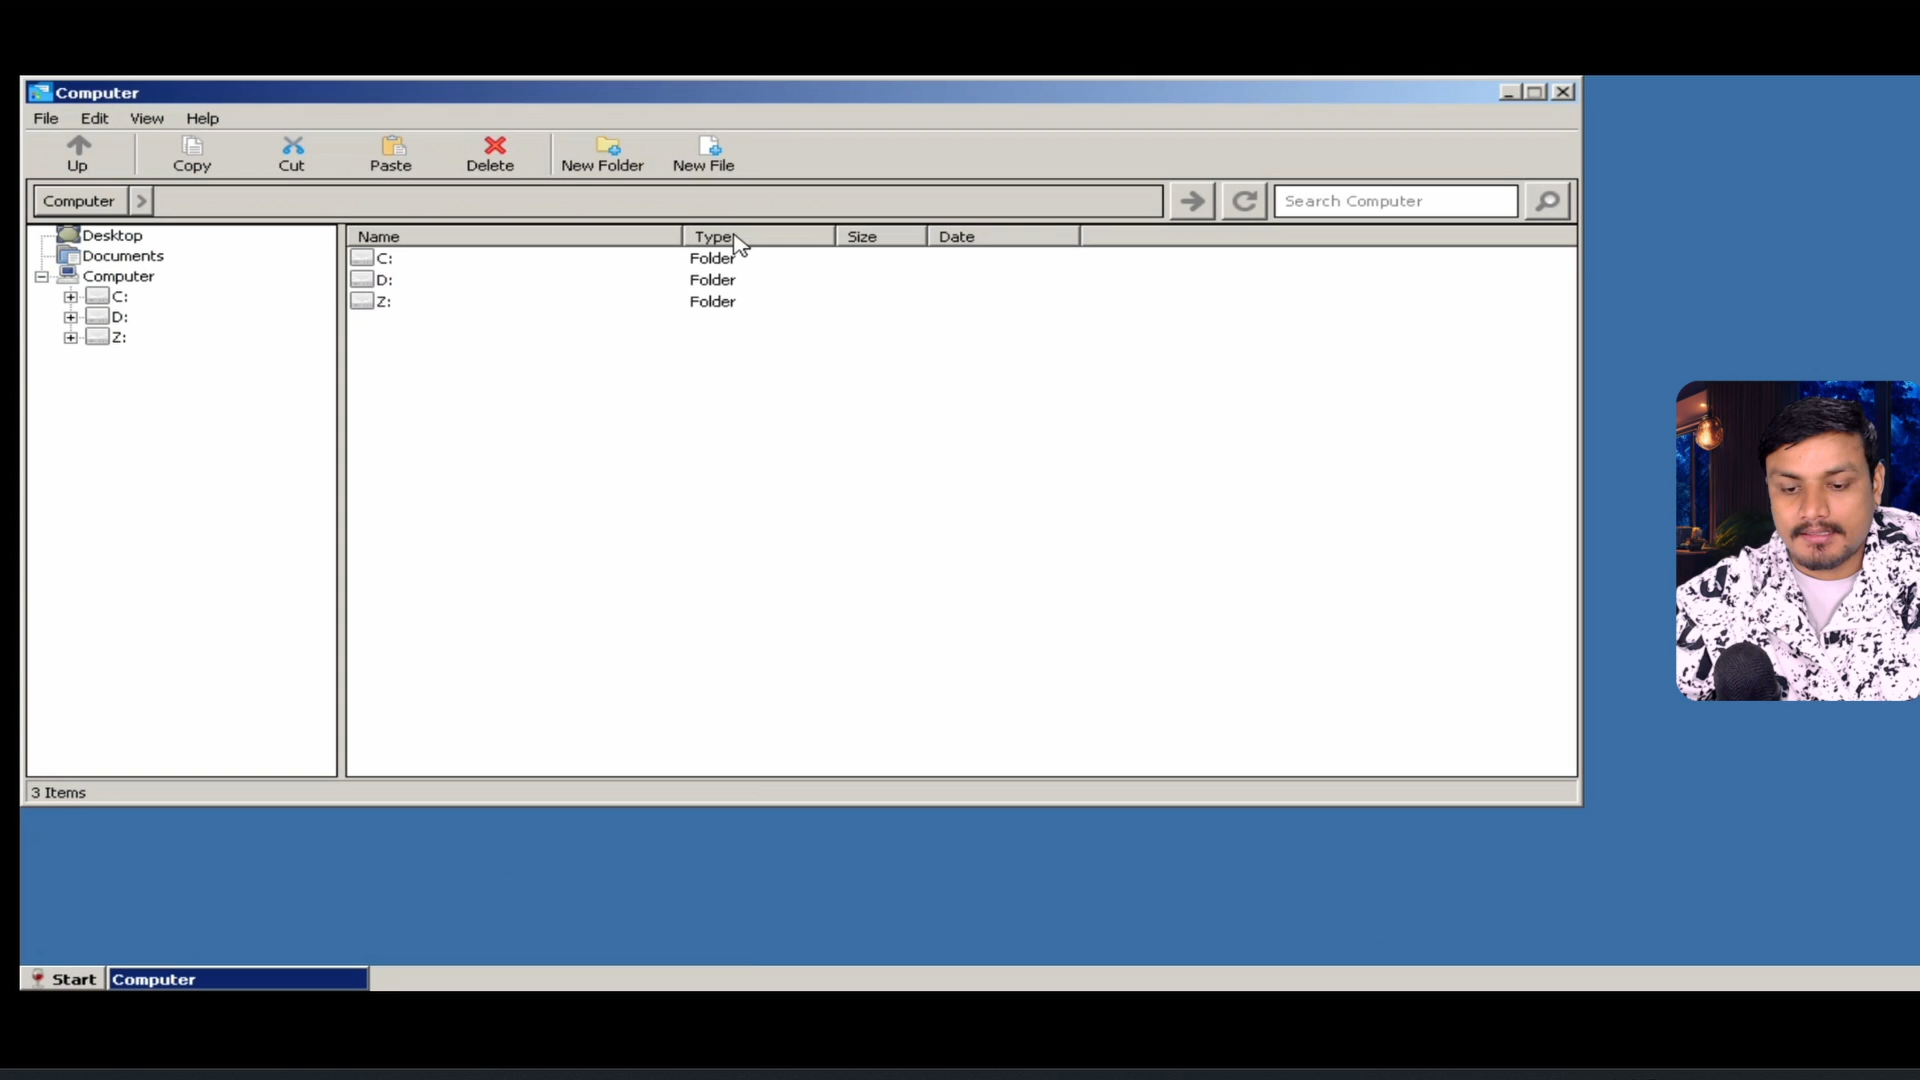 Computer
File Edit View Help
Up Copy Cut Paste Delete New Folder New File
Computer Search Computer
Desktop
Documents
Computer
C:
D:
Z:
Name Type Size Date
C: Folder
D: Folder
Z: Folder
3 Items
Start Computer